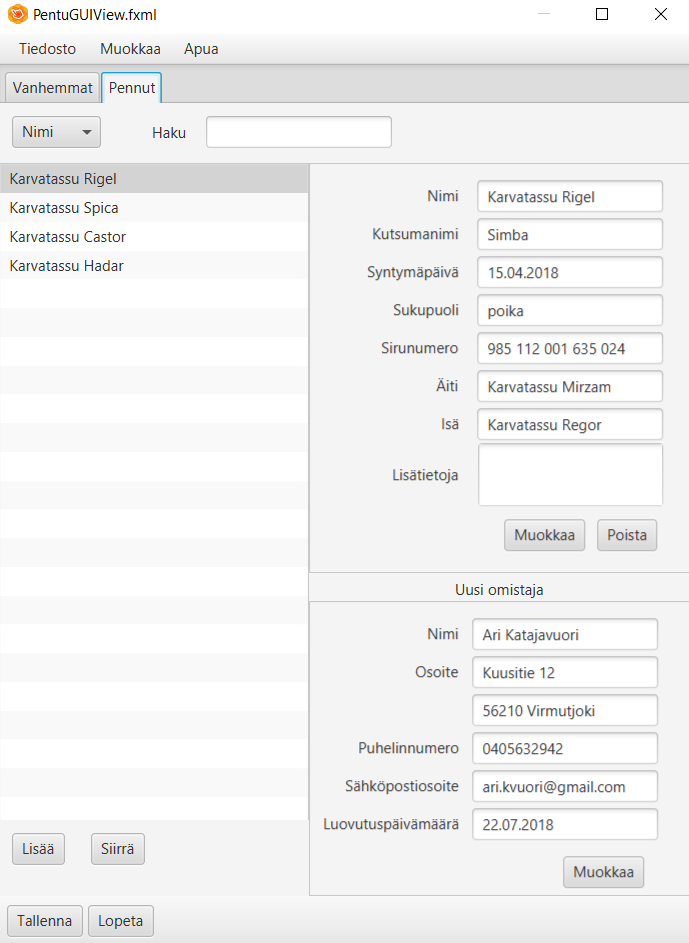 PentuGUIView.fxml
Tiedosto Muokkaa Apua
Vanhemmat Pennut
Nimi Haku
Karvatassu Rigel
Karvatassu Spica
Karvatassu Castor
Karvatassu Hadar
Nimi Karvatassu Rigel
Kutsumanimi Simba
Syntymäpäivä 15.04.2018
Sukupuoli poika
Sirunumero 985 112 001 635 024
Äiti Karvatassu Mirzam
Isä Karvatassu Regor
Lisätietoja
Muokkaa Poista
Uusi omistaja
Nimi Ari Katajavuori
Osoite Kuusitie 12
56210 Virmutjoki
Puhelinnumero 0405632942
Sähköpostiosoite ari.kvuori@gmail.com
Luovutuspäivämäärä 22.07.2018
Muokkaa
Lisää Siirrä
Tallenna Lopeta